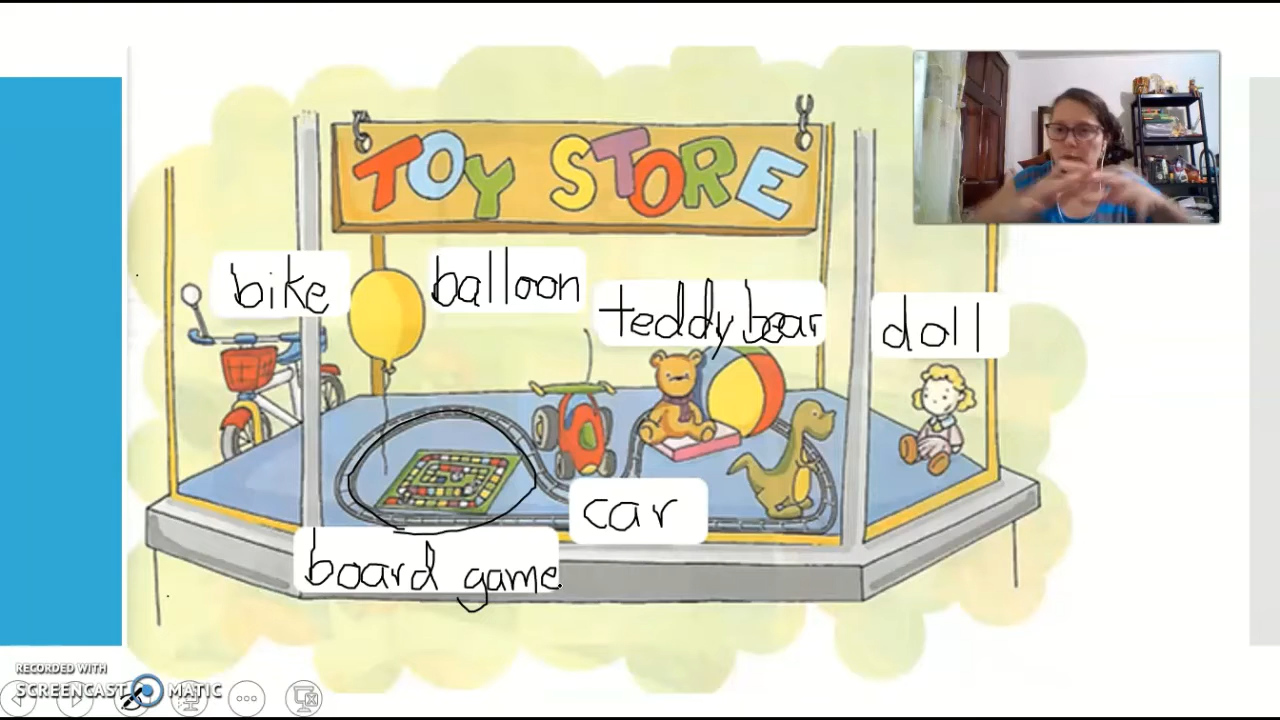 TOY STORE
bike
balloon
teddy bear
doll
car
board game
RECORDED WITH
SCREENCAST MATIC